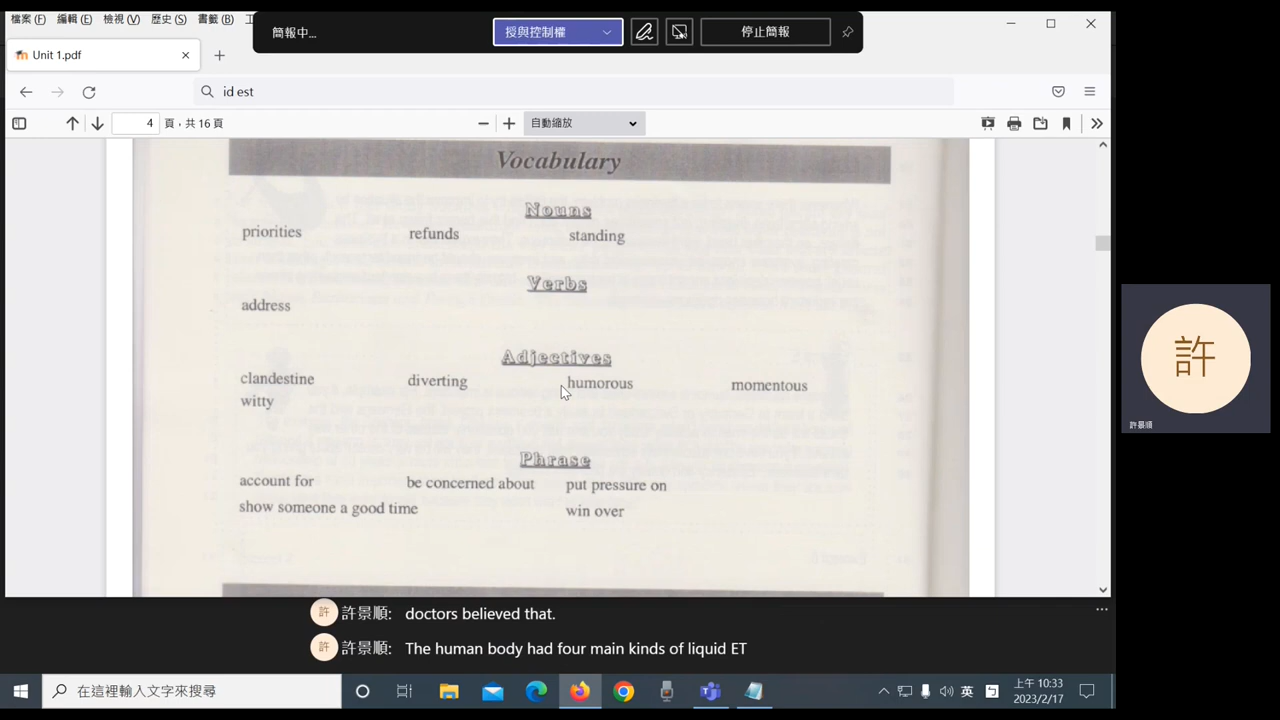 檔案(F) 編輯(E) 檢視(V) 歷史(S) 書籤(B) 工
簡報中... 授與控制權 停止簡報
Unit 1.pdf
id est
4 頁，共 16 頁 自動縮放
Vocabulary
Nouns
priorities refunds standing
Verbs
address
Adjectives
clandestine diverting humorous momentous
witty
Phrase
account for be concerned about put pressure on
show someone a good time win over
許
許景順
許 許景順: doctors believed that.
許 許景順: The human body had four main kinds of liquid ET
在這裡輸入文字來搜尋
英 上午 10:33
2023/2/17